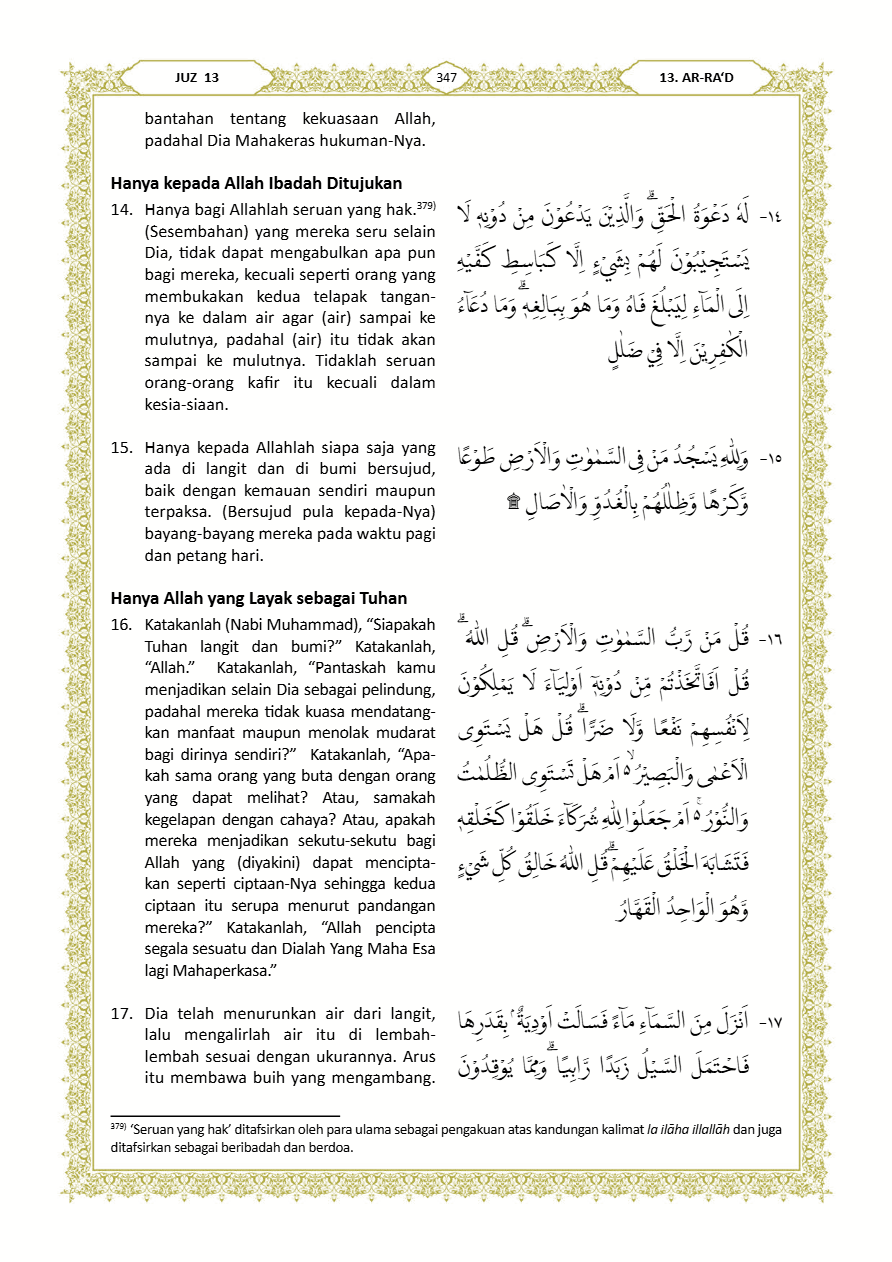 JUZ 13
347
13. AR-RA‘D
bantahan tentang kekuasaan Allah,
padahal Dia Mahakeras hukuman-Nya.
Hanya kepada Allah Ibadah Ditujukan
14. Hanya bagi Allahlah seruan yang hak.379)
(Sesembahan) yang mereka seru selain
Dia, tidak dapat mengabulkan apa pun
bagi mereka, kecuali seperti orang yang
membukakan kedua telapak tangan-
nya ke dalam air agar (air) sampai ke
mulutnya, padahal (air) itu tidak akan
sampai ke mulutnya. Tidaklah seruan
orang-orang kafir itu kecuali dalam
kesia-siaan.
١٤- لَهٗ دَعْوَةُ الْحَقِّۗ وَالَّذِيْنَ يَدْعُوْنَ مِنْ دُوْنِهٖ لَا
يَسْتَجِيْبُوْنَ لَهُمْ بِشَيْءٍ اِلَّا كَبَاسِطِ كَفَّيْهِ
اِلَى الْمَاۤءِ لِيَبْلُغَ فَاهُ وَمَا هُوَ بِبَالِغِهٖۗ وَمَا دُعَاۤءُ
الْكٰفِرِيْنَ اِلَّا فِيْ ضَلٰلٍ
15. Hanya kepada Allahlah siapa saja yang
ada di langit dan di bumi bersujud,
baik dengan kemauan sendiri maupun
terpaksa. (Bersujud pula kepada-Nya)
bayang-bayang mereka pada waktu pagi
dan petang hari.
١٥- وَلِلّٰهِ يَسْجُدُ مَنْ فِى السَّمٰوٰتِ وَالْاَرْضِ طَوْعًا
وَّكَرْهًا وَّظِلٰلُهُمْ بِالْغُدُوِّ وَالْاٰصَالِ ۩
Hanya Allah yang Layak sebagai Tuhan
16. Katakanlah (Nabi Muhammad), “Siapakah
Tuhan langit dan bumi?” Katakanlah,
“Allah.” Katakanlah, “Pantaskah kamu
menjadikan selain Dia sebagai pelindung,
padahal mereka tidak kuasa mendatang-
kan manfaat maupun menolak mudarat
bagi dirinya sendiri?” Katakanlah, “Apa-
kah sama orang yang buta dengan orang
yang dapat melihat? Atau, samakah
kegelapan dengan cahaya? Atau, apakah
mereka menjadikan sekutu-sekutu bagi
Allah yang (diyakini) dapat mencipta-
kan seperti ciptaan-Nya sehingga kedua
ciptaan itu serupa menurut pandangan
mereka?” Katakanlah, “Allah pencipta
segala sesuatu dan Dialah Yang Maha Esa
lagi Mahaperkasa.”
١٦- قُلْ مَنْ رَّبُّ السَّمٰوٰتِ وَالْاَرْضِۗ قُلِ اللّٰهُ ۗ
قُلْ اَفَاتَّخَذْتُمْ مِّنْ دُوْنِهٖٓ اَوْلِيَاۤءَ لَا يَمْلِكُوْنَ
لِاَنْفُسِهِمْ نَفْعًا وَّلَا ضَرًّاۗ قُلْ هَلْ يَسْتَوِى
الْاَعْمٰى وَالْبَصِيْرُ ەۙ اَمْ هَلْ تَسْتَوِى الظُّلُمٰتُ
وَالنُّوْرُ ەۚ اَمْ جَعَلُوْا لِلّٰهِ شُرَكَاۤءَ خَلَقُوْا كَخَلْقِهٖ
فَتَشَابَهَ الْخَلْقُ عَلَيْهِمْۗ قُلِ اللّٰهُ خَالِقُ كُلِّ شَيْءٍ
وَّهُوَ الْوَاحِدُ الْقَهَّارُ
17. Dia telah menurunkan air dari langit,
lalu mengalirlah air itu di lembah-
lembah sesuai dengan ukurannya. Arus
itu membawa buih yang mengambang.
١٧- اَنْزَلَ مِنَ السَّمَاۤءِ مَاۤءً فَسَالَتْ اَوْدِيَةٌ ۢ بِقَدَرِهَا
فَاحْتَمَلَ السَّيْلُ زَبَدًا رَّابِيًاۗ وَمِمَّا يُوْقِدُوْنَ
379) ‘Seruan yang hak’ ditafsirkan oleh para ulama sebagai pengakuan atas kandungan kalimat la ilāha illallāh dan juga
ditafsirkan sebagai beribadah dan berdoa.